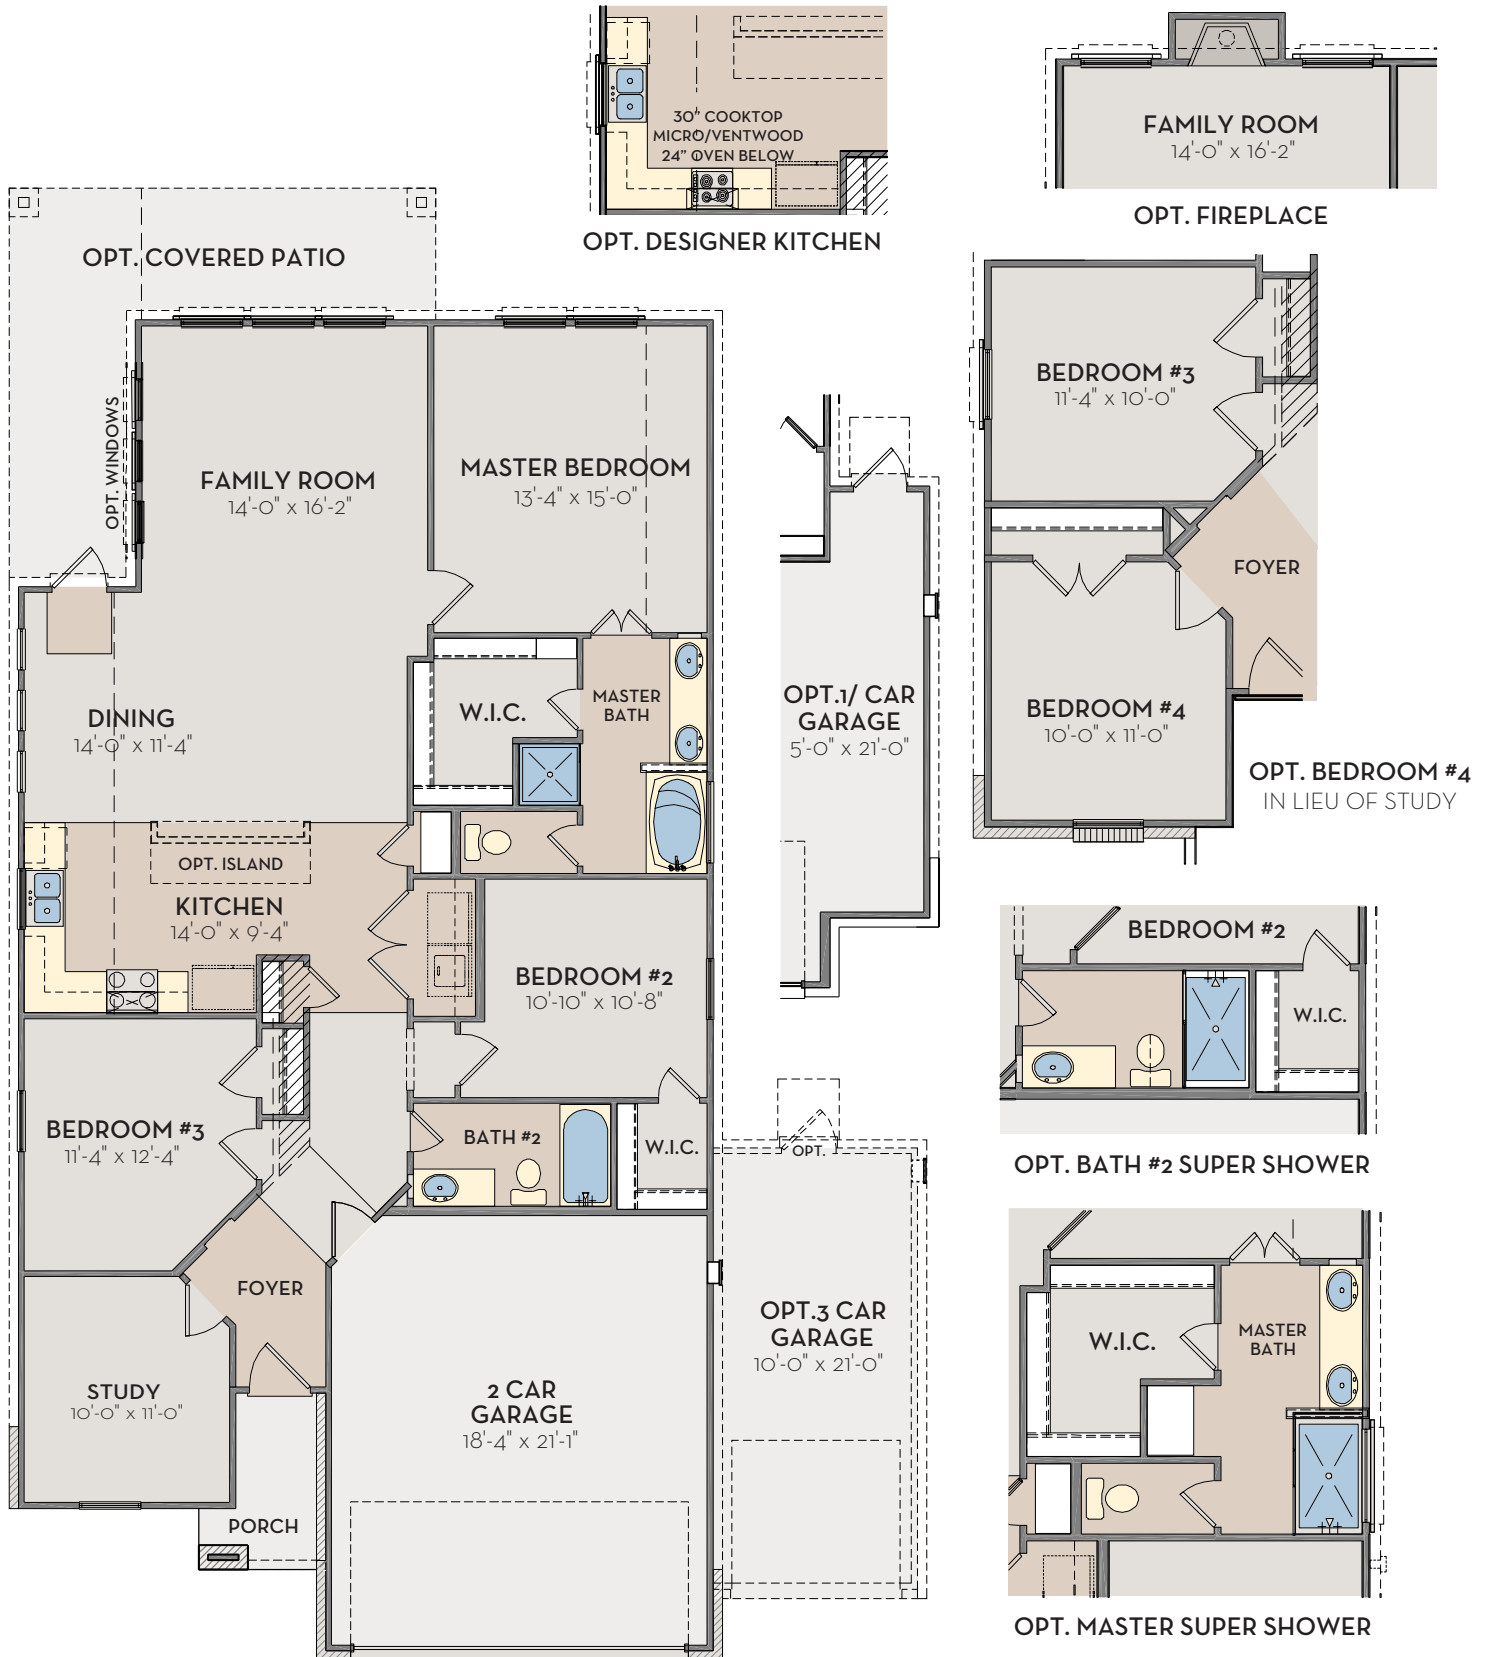 30" COOKTOP
MICRO/VENTWOOD
24" OVEN BELOW
OPT. DESIGNER KITCHEN
FAMILY ROOM
14'-0" x 16'-2"
OPT. FIREPLACE
OPT. COVERED PATIO
OPT. WINDOWS
FAMILY ROOM
14'-0" x 16'-2"
MASTER BEDROOM
13'-4" x 15'-0"
DINING
14'-0" x 11'-4"
W.I.C.
MASTER
BATH
OPT. ISLAND
KITCHEN
14'-0" x 9'-4"
BEDROOM #2
10'-10" x 10'-8"
BEDROOM #3
11'-4" x 12'-4"
BATH #2
W.I.C.
FOYER
STUDY
10'-0" x 11'-0"
PORCH
2 CAR
GARAGE
18'-4" x 21'-1"
OPT.
OPT.3 CAR
GARAGE
10'-0" x 21'-0"
OPT.1/ CAR
GARAGE
5'-0" x 21'-0"
BEDROOM #3
11'-4" x 10'-0"
FOYER
BEDROOM #4
10'-0" x 11'-0"
OPT. BEDROOM #4
IN LIEU OF STUDY
BEDROOM #2
W.I.C.
OPT. BATH #2 SUPER SHOWER
W.I.C.
MASTER
BATH
OPT. MASTER SUPER SHOWER